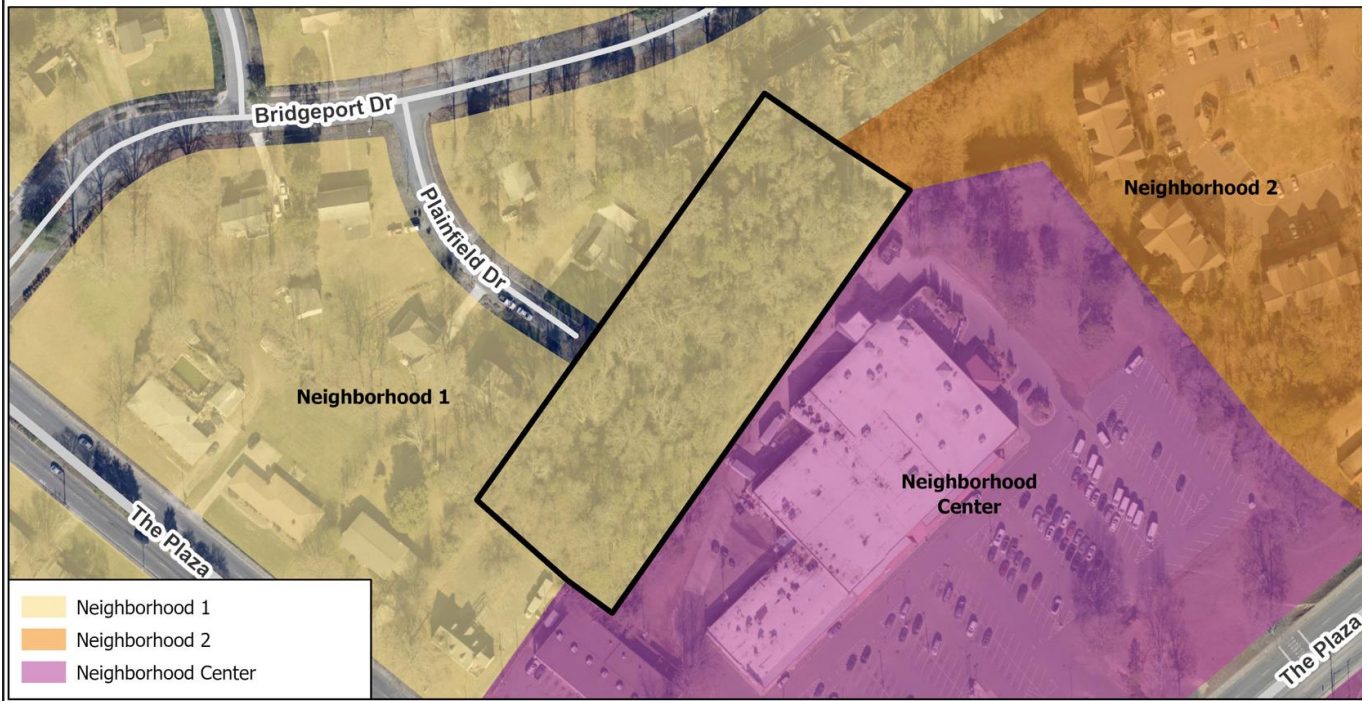 Bridgeport Dr
Plainfield Dr
Neighborhood 2
Neighborhood 1
Neighborhood
Center
The Plaza
The Plaza
Neighborhood 1
Neighborhood 2
Neighborhood Center